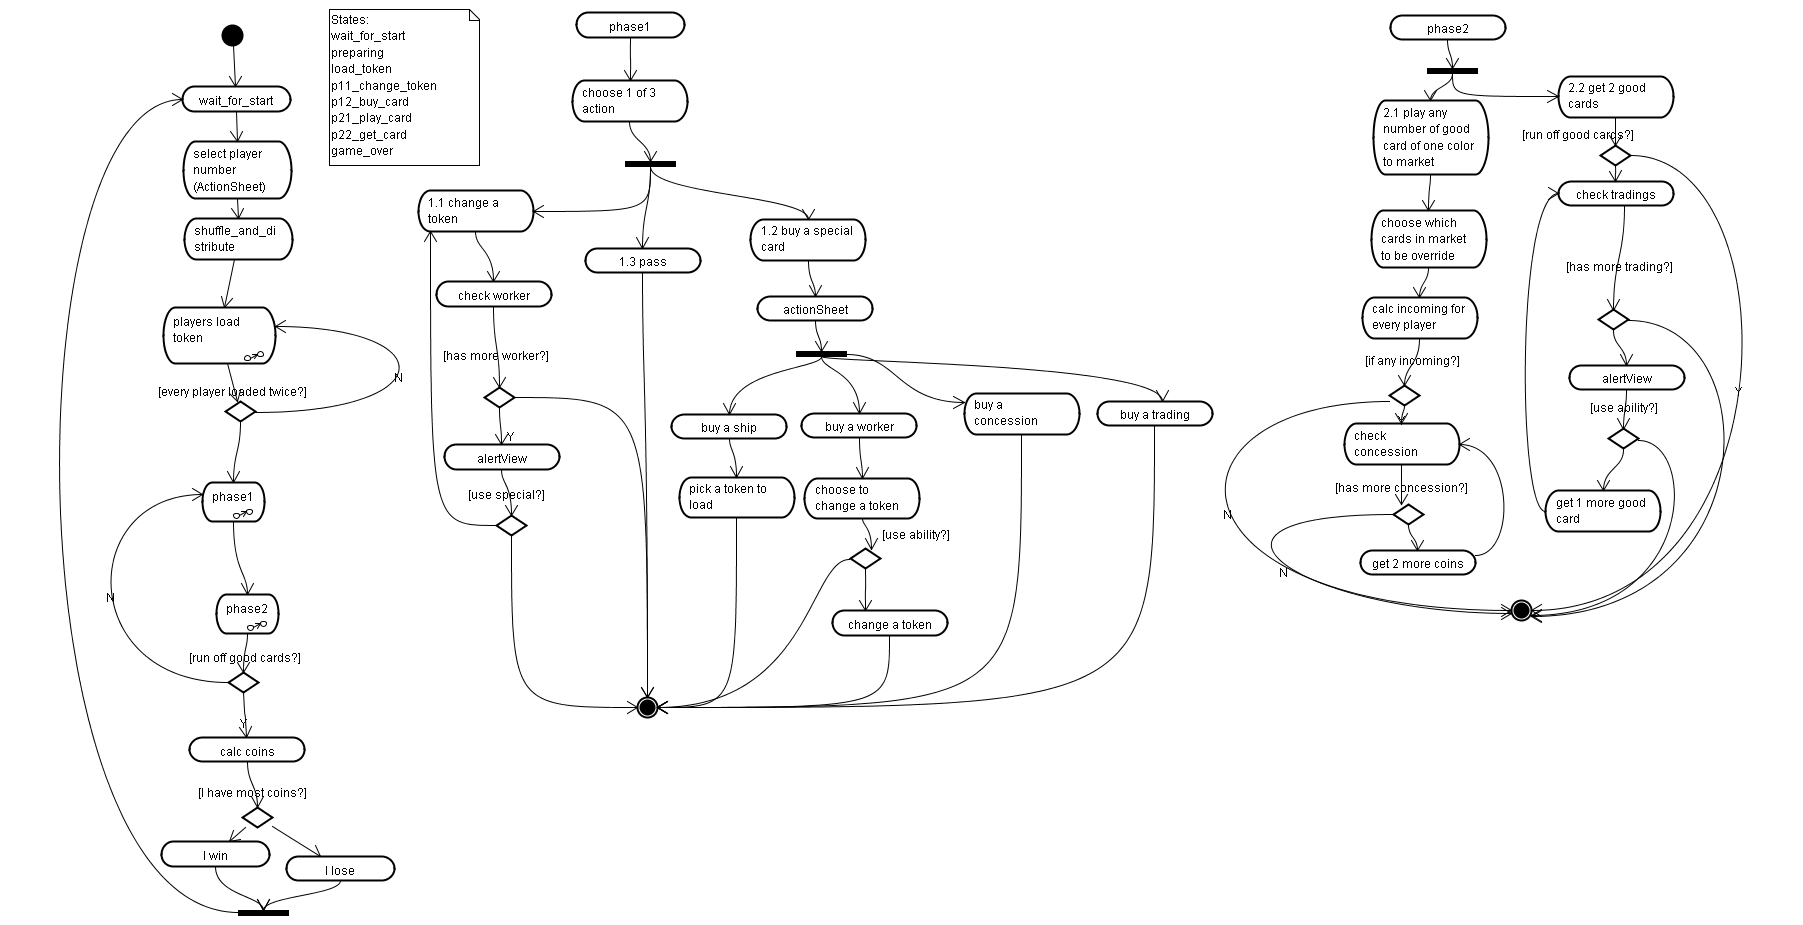 wait_for_start
select player
number
(ActionSheet)
shuffle_and_di
stribute
players load
token
[every player loaded twice?]
N
phase1
phase2
N
[run off good cards?]
Y
calc coins
[I have most coins?]
I win
I lose
States:
wait_for_start
preparing
load_token
p11_change_token
p12_buy_card
p21_play_card
p22_get_card
game_over
phase1
choose 1 of 3
action
1.1 change a
token
check worker
[has more worker?]
Y
alertView
[use special?]
1.3 pass
1.2 buy a special
card
actionSheet
buy a ship
pick a token to
load
buy a worker
choose to
change a token
[use ability?]
change a token
buy a
concession
buy a trading
phase2
2.1 play any
number of good
card of one color
to market
choose which
cards in market
to be override
calc incoming for
every player
[if any incoming?]
Y
N
check
concession
[has more concession?]
N
get 2 more coins
2.2 get 2 good
cards
[run off good cards?]
Y
check tradings
[has more trading?]
alertView
[use ability?]
get 1 more good
card